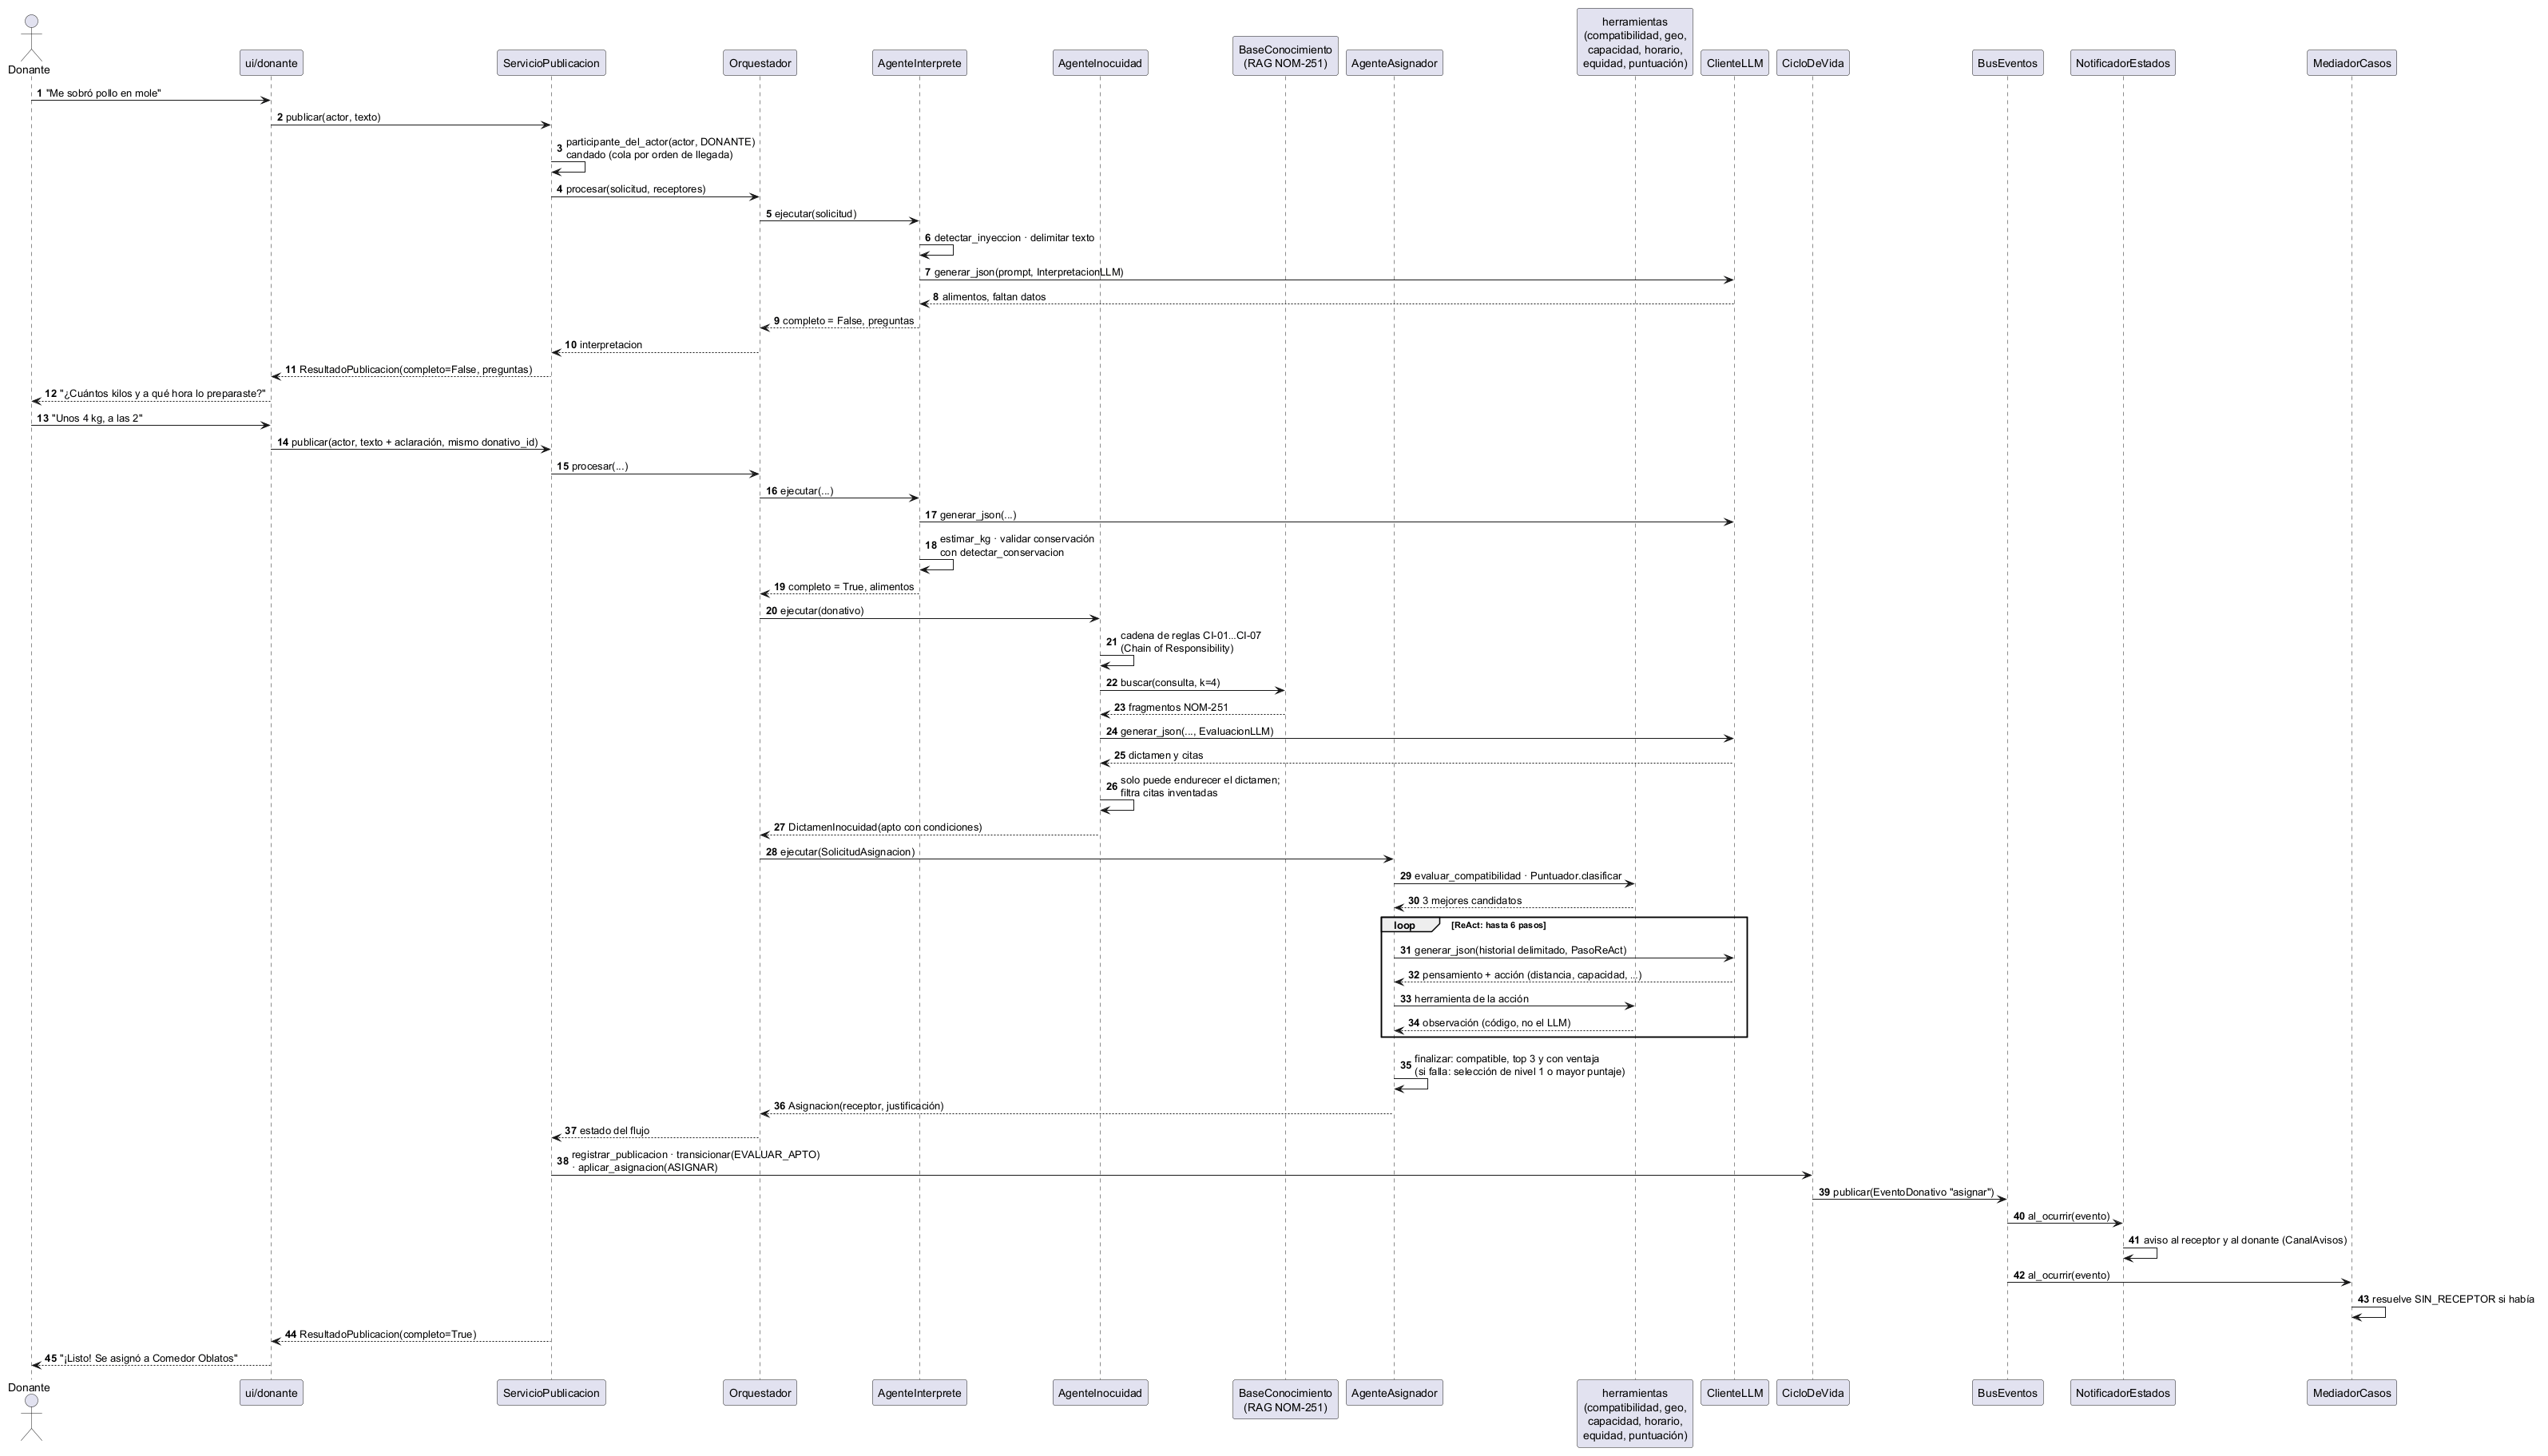 Donante
ui/donante
ServicioPublicacion
Orquestador
AgenteInterprete
AgenteInocuidad
BaseConocimiento
(RAG NOM-251)
AgenteAsignador
herramientas
(compatibilidad, geo,
capacidad, horario,
equidad, puntuación)
ClienteLLM
CicloDeVida
BusEventos
NotificadorEstados
MediadorCasos
1 "Me sobró pollo en mole"
2 publicar(actor, texto)
3 participante_del_actor(actor, DONANTE)
candado (cola por orden de llegada)
4 procesar(solicitud, receptores)
5 ejecutar(solicitud)
6 detectar_inyeccion · delimitar texto
7 generar_json(prompt, InterpretacionLLM)
8 alimentos, faltan datos
9 completo = False, preguntas
10 interpretacion
11 ResultadoPublicacion(completo=False, preguntas)
12 "¿Cuántos kilos y a qué hora lo preparaste?"
13 "Unos 4 kg, a las 2"
14 publicar(actor, texto + aclaración, mismo donativo_id)
15 procesar(...)
16 ejecutar(...)
17 generar_json(...)
18 estimar_kg · validar conservación
con detectar_conservacion
19 completo = True, alimentos
20 ejecutar(donativo)
21 cadena de reglas CI-01...CI-07
(Chain of Responsibility)
22 buscar(consulta, k=4)
23 fragmentos NOM-251
24 generar_json(..., EvaluacionLLM)
25 dictamen y citas
26 solo puede endurecer el dictamen;
filtra citas inventadas
27 DictamenInocuidad(apto con condiciones)
28 ejecutar(SolicitudAsignacion)
29 evaluar_compatibilidad · Puntuador.clasificar
30 3 mejores candidatos
loop [ReAct: hasta 6 pasos]
31 generar_json(historial delimitado, PasoReAct)
32 pensamiento + acción (distancia, capacidad, ...)
33 herramienta de la acción
34 observación (código, no el LLM)
35 finalizar: compatible, top 3 y con ventaja
(si falla: selección de nivel 1 o mayor puntaje)
36 Asignacion(receptor, justificación)
37 estado del flujo
38 registrar_publicacion · transicionar(EVALUAR_APTO)
· aplicar_asignacion(ASIGNAR)
39 publicar(EventoDonativo "asignar")
40 al_ocurrir(evento)
41 aviso al receptor y al donante (CanalAvisos)
42 al_ocurrir(evento)
43 resuelve SIN_RECEPTOR si había
44 ResultadoPublicacion(completo=True)
45 "¡Listo! Se asignó a Comedor Oblatos"
Donante
ui/donante
ServicioPublicacion
Orquestador
AgenteInterprete
AgenteInocuidad
BaseConocimiento
(RAG NOM-251)
AgenteAsignador
herramientas
(compatibilidad, geo,
capacidad, horario,
equidad, puntuación)
ClienteLLM
CicloDeVida
BusEventos
NotificadorEstados
MediadorCasos